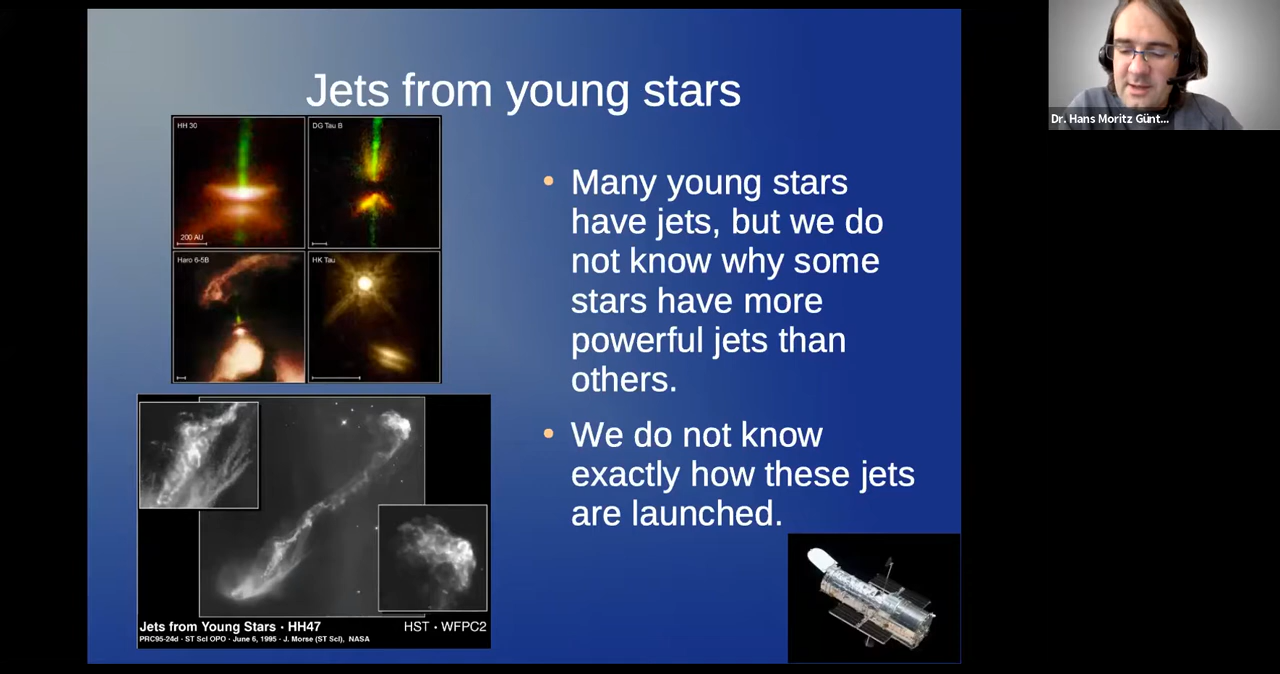 Jets from young stars
HH 30
DG Tau B
200 AU
Haro 6-5B
HK Tau
Jets from Young Stars · HH47
HST · WFPC2
PRC95-24d · ST ScI OPO · June 6, 1995 · J. Morse (ST ScI), NASA
• Many young stars
have jets, but we do
not know why some
stars have more
powerful jets than
others.
• We do not know
exactly how these jets
are launched.
Dr. Hans Moritz Günt...